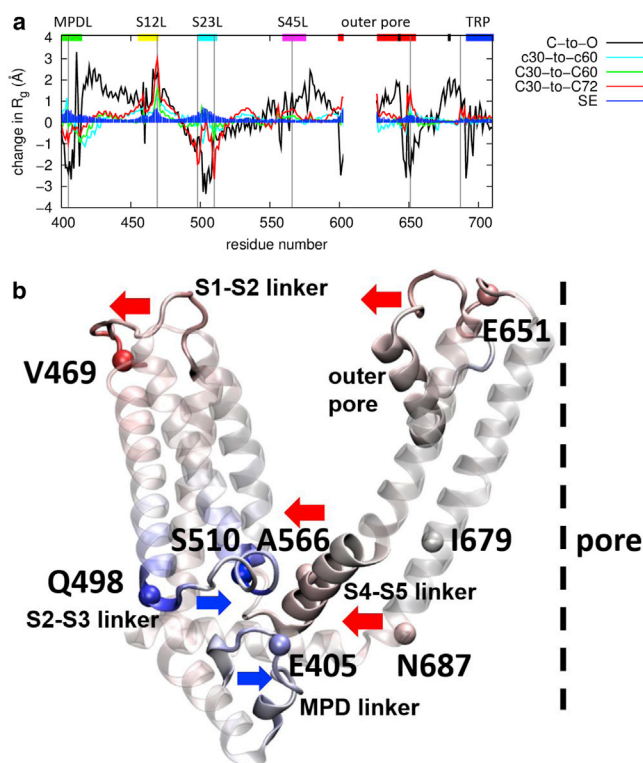 a
MPDL S12L S23L S45L outer pore TRP
4
3
2
1
0
−1
−2
−3
−4
change in Rg (Å)
400 450 500 550 600 650 700
residue number
C−to−O
c30−to−c60
C30−to−C60
C30−to−C72
SE
b
S1-S2 linker
V469
E651
outer
pore
S510 A566
I679
pore
Q498
S4-S5 linker
S2-S3 linker
E405
N687
MPD linker